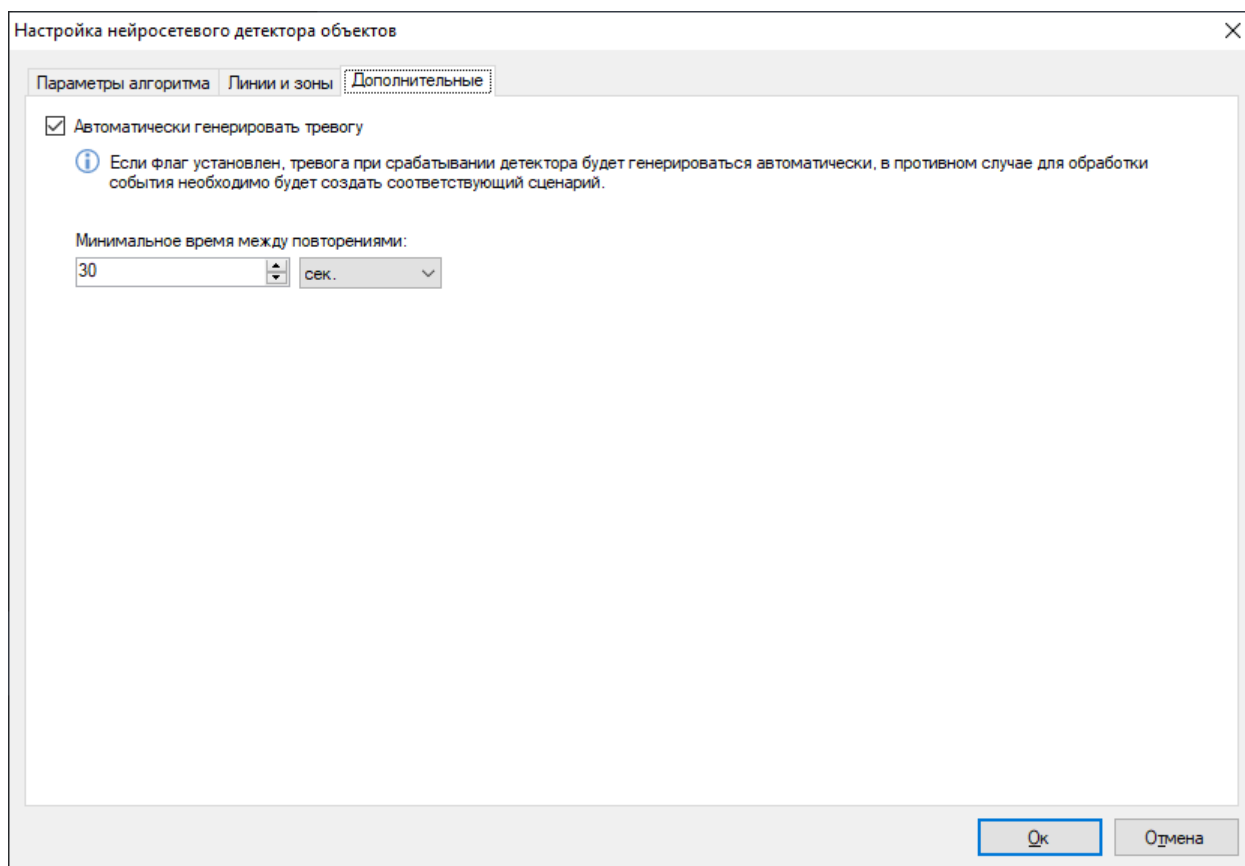 Настройка нейросетевого детектора объектов
Параметры алгоритма Линии и зоны Дополнительные
Автоматически генерировать тревогу
Если флаг установлен, тревога при срабатывании детектора будет генерироваться автоматически, в противном случае для обработки
события необходимо будет создать соответствующий сценарий.
Минимальное время между повторениями:
30 сек.
Ок Отмена